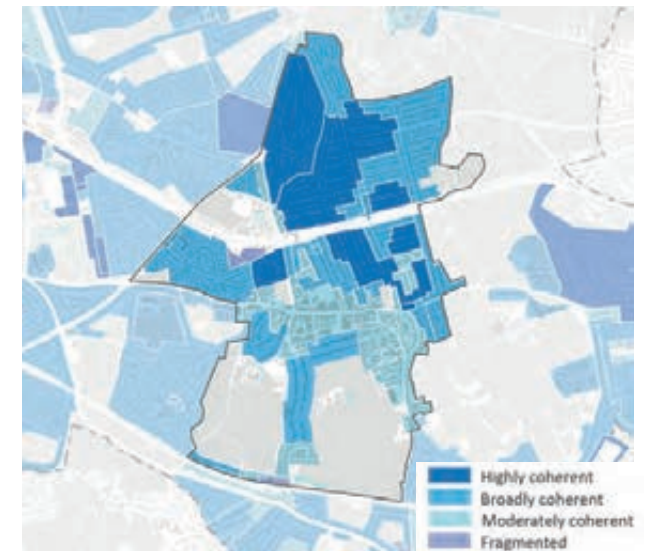 Highly coherent
Broadly coherent
Moderately coherent
Fragmented